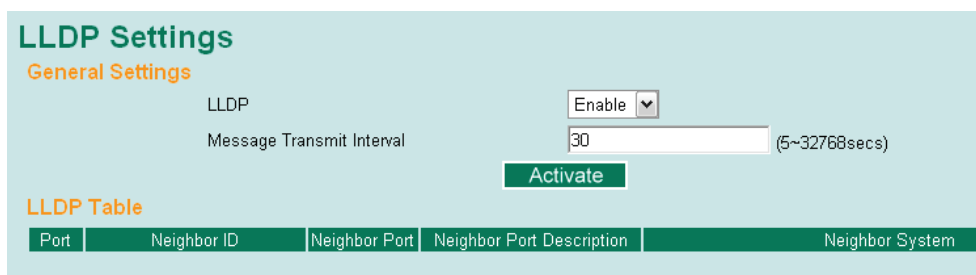 LLDP Settings
General Settings
LLDP Enable
Message Transmit Interval 30 (5~32768secs)
Activate
LLDP Table
Port Neighbor ID Neighbor Port Neighbor Port Description Neighbor System